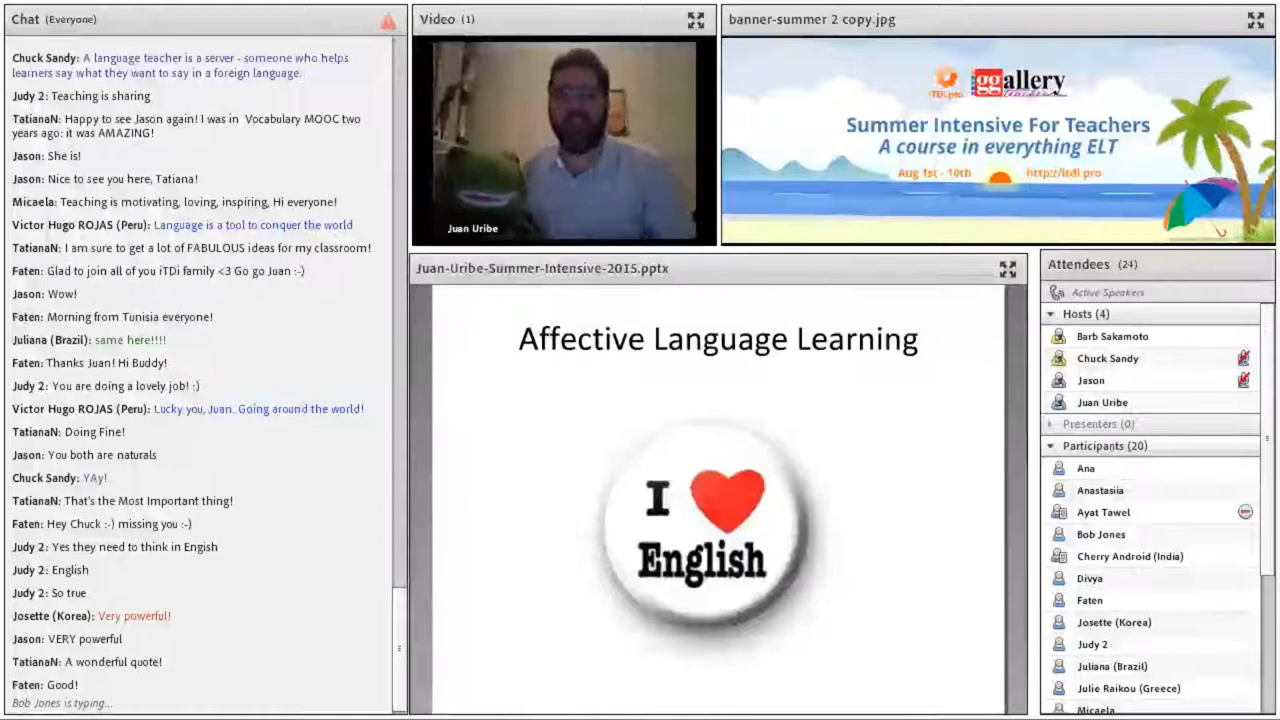 Chat (Everyone)
Chuck Sandy: A language teacher is a server - someone who helps
learners say what they want to say in a foreign language.
Judy 2: Teaching is sharing
TatianaN: Happy to see Jason again! I was in Vocabulary MOOC two
years ago: it was AMAZING!
Jason: She is!
Jason: Nice to see you here, Tatiana!
Micaela: Teaching is motivating, loving, inspiring, Hi everyone!
Victor Hugo ROJAS (Peru): Language is a tool to conquer the world
TatianaN: I am sure to get a lot of FABULOUS ideas for my classroom!
Faten: Glad to join all of you iTDi family <3 Go go Juan :-)
Jason: Wow!
Faten: Morning from Tunisia everyone!
Juliana (Brazil): same here!!!!
Faten: Thanks Juan! Hi Buddy!
Judy 2: You are doing a lovely job! :)
Victor Hugo ROJAS (Peru): Lucky you, Juan. Going around the world!
TatianaN: Doing Fine!
Jason: You both are naturals
Chuck Sandy: YAy!
TatianaN: That's the Most Important thing!
Faten: Hey Chuck :-) missing you :-)
Judy 2: Yes they need to think in Engish
Judy 2: English
Judy 2: So true
Josette (Korea): Very powerful!
Jason: VERY powerful
TatianaN: A wonderful quote!
Faten: Good!
Bob Jones is typing...
Video (1)
Juan Uribe
banner-summer 2 copy.jpg
iTDi.pro
ggallery
teacher
Summer Intensive For Teachers
A course in everything ELT
Aug 1st - 10th http://itdi.pro
Juan-Uribe-Summer-Intensive-2015.pptx
Affective Language Learning
I
English
Attendees (24)
Active Speakers
Hosts (4)
Barb Sakamoto
Chuck Sandy
Jason
Juan Uribe
Presenters (0)
Participants (20)
Ana
Anastasiia
Ayat Tawel
Bob Jones
Cherry Android (India)
Divya
Faten
Josette (Korea)
Judy 2
Juliana (Brazil)
Julie Raikou (Greece)
Micaela